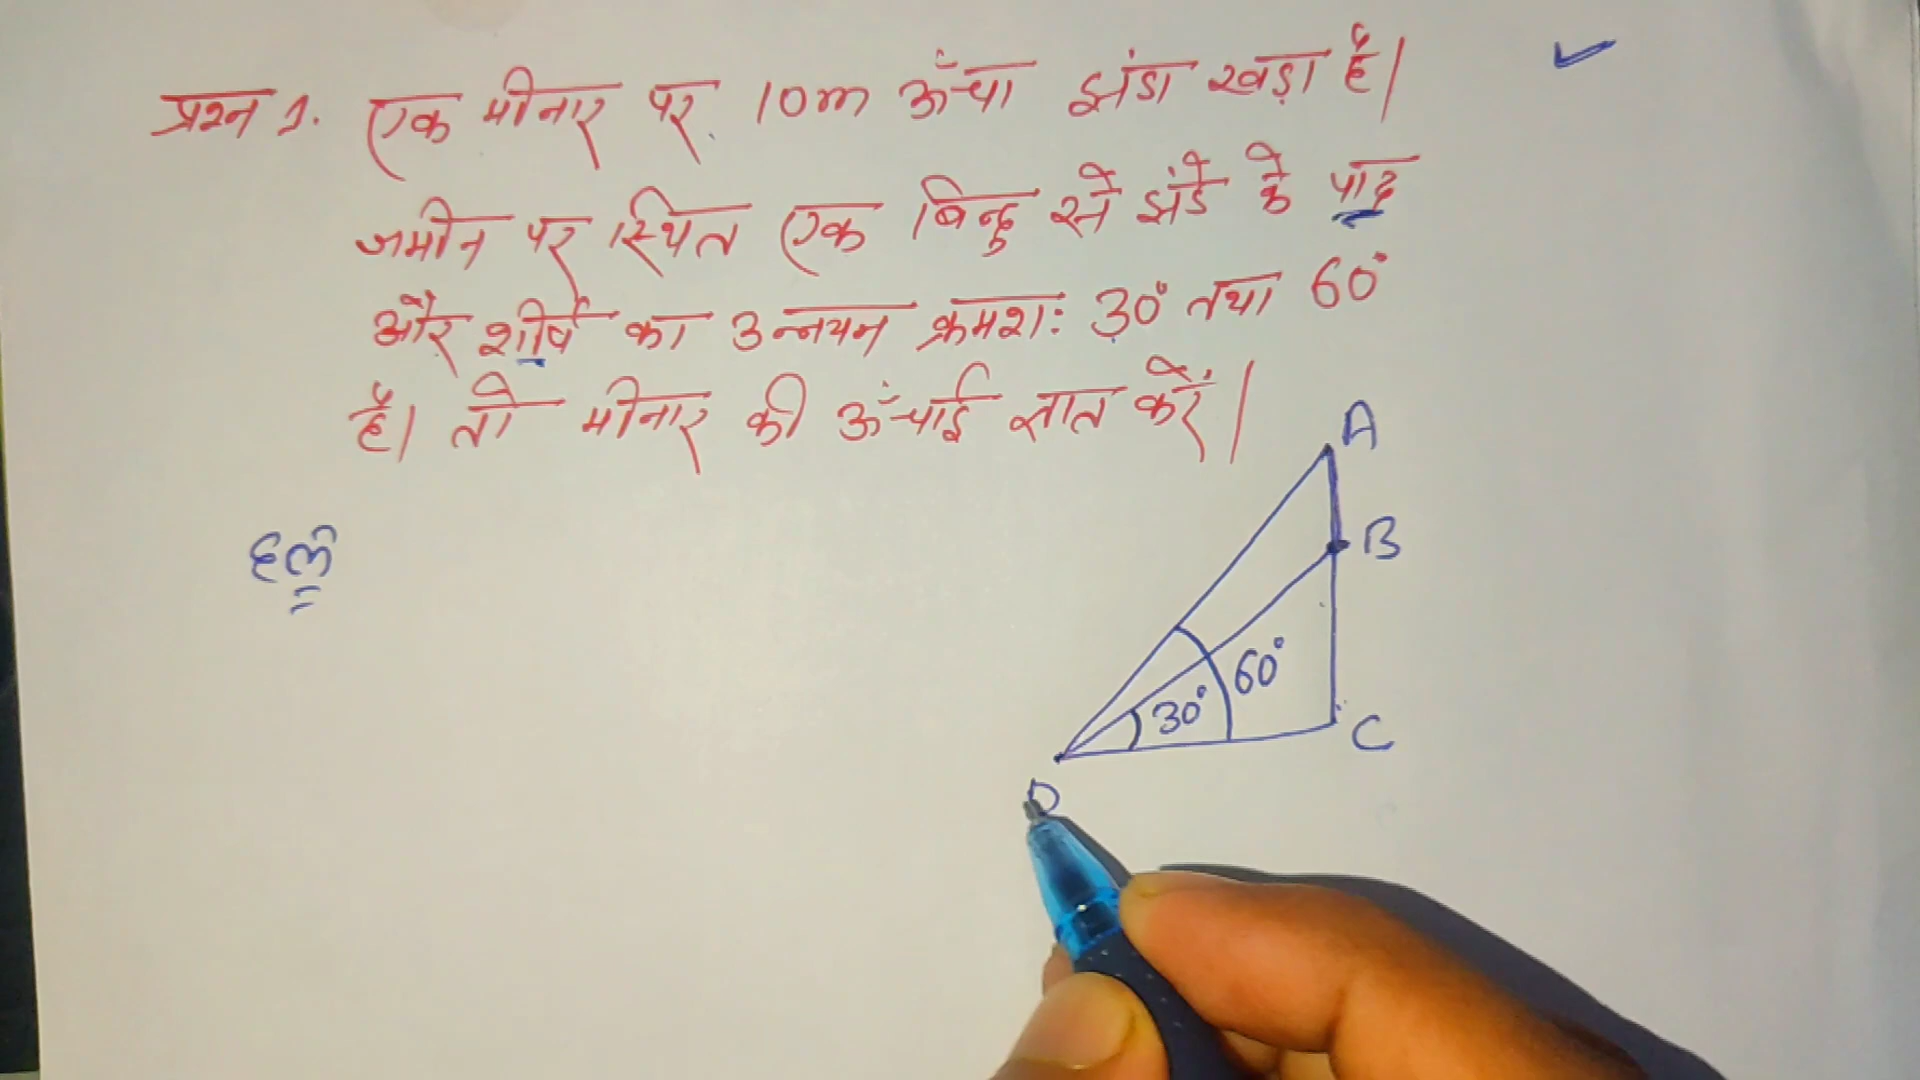 प्रश्न 1. एक मीनार पर 10m ऊँचा झंडा खड़ा है।
जमीन पर स्थित एक बिन्दु से झंडे के पाद
और शीर्ष का उन्नयन क्रमशः 30° तथा 60°
है। तो मीनार की ऊँचाई ज्ञात करें।
A
हल
B
60°
30°
C
D